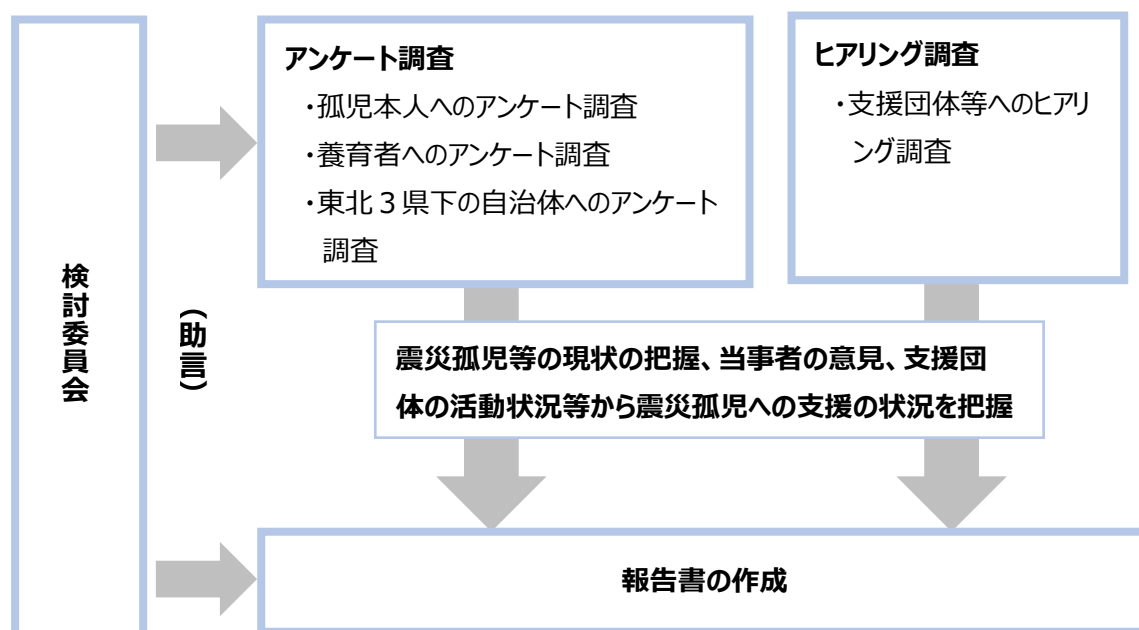 検討委員会
（助言）
アンケート調査
・孤児本人へのアンケート調査
・養育者へのアンケート調査
・東北３県下の自治体へのアンケート
調査
ヒアリング調査
・支援団体等へのヒアリ
ング調査
震災孤児等の現状の把握、当事者の意見、支援団
体の活動状況等から震災孤児への支援の状況を把握
報告書の作成